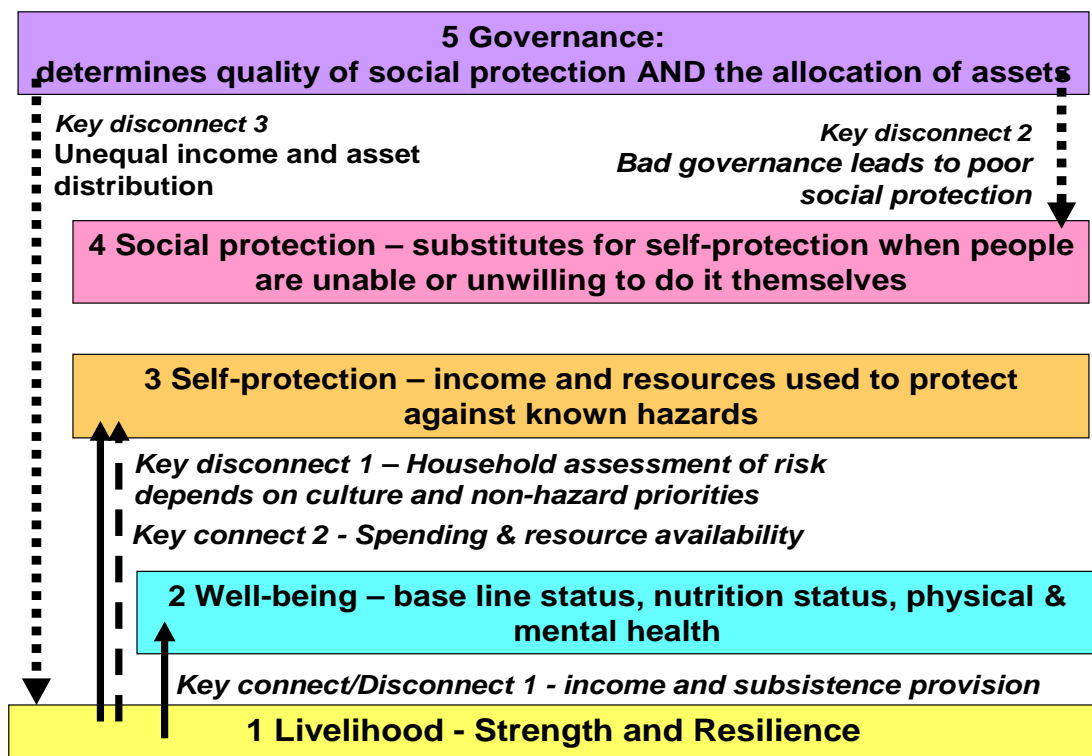 5 Governance:
determines quality of social protection AND the allocation of assets
Key disconnect 3
Unequal income and asset
distribution
Key disconnect 2
Bad governance leads to poor
social protection
4 Social protection – substitutes for self-protection when people
are unable or unwilling to do it themselves
3 Self-protection – income and resources used to protect
against known hazards
Key disconnect 1 – Household assessment of risk
depends on culture and non-hazard priorities
Key connect 2 - Spending & resource availability
2 Well-being – base line status, nutrition status, physical &
mental health
Key connect/Disconnect 1 - income and subsistence provision
1 Livelihood - Strength and Resilience